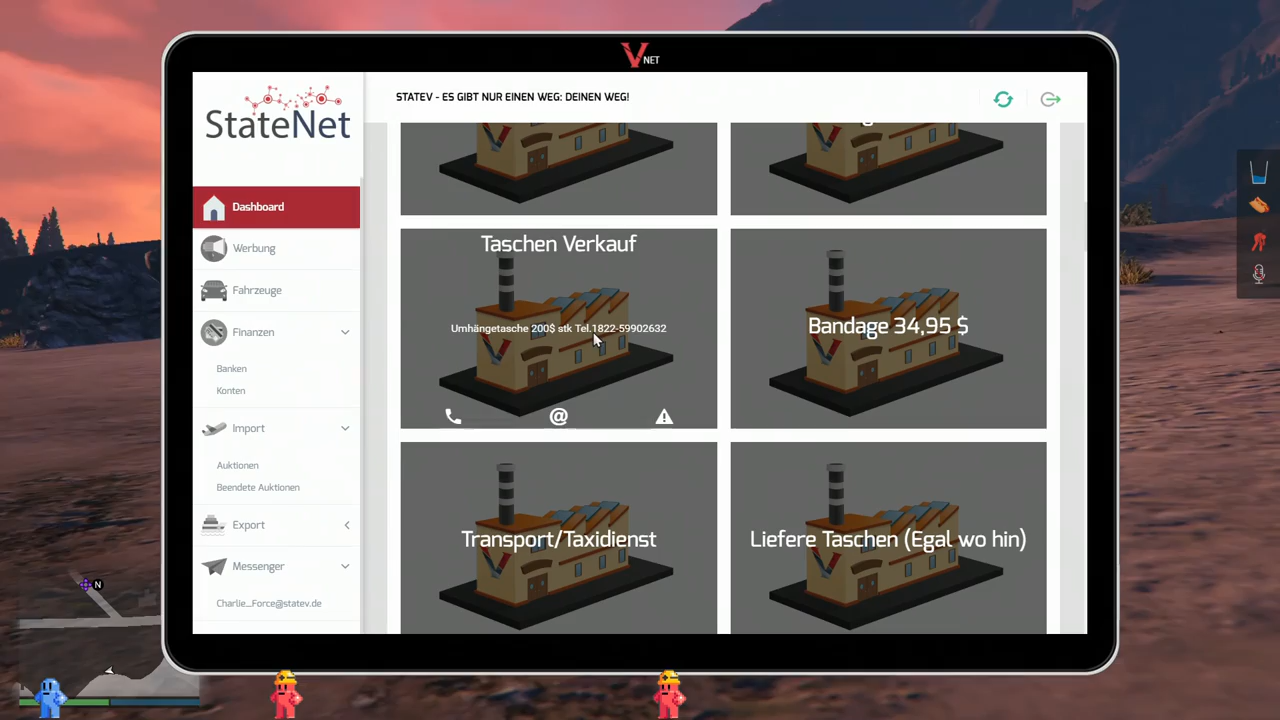 V NET
StateNet
STATEV - ES GIBT NUR EINEN WEG: DEINEN WEG!
Dashboard
Werbung
Fahrzeuge
Finanzen
Banken
Konten
Import
Auktionen
Beendete Auktionen
Export
Messenger
Charlie_Force@statev.de
Taschen Verkauf
Umhängetasche 200$ stk Tel.1822-59902632
@
Bandage 34,95 $
Transport/Taxidienst
Liefere Taschen (Egal wo hin)
N